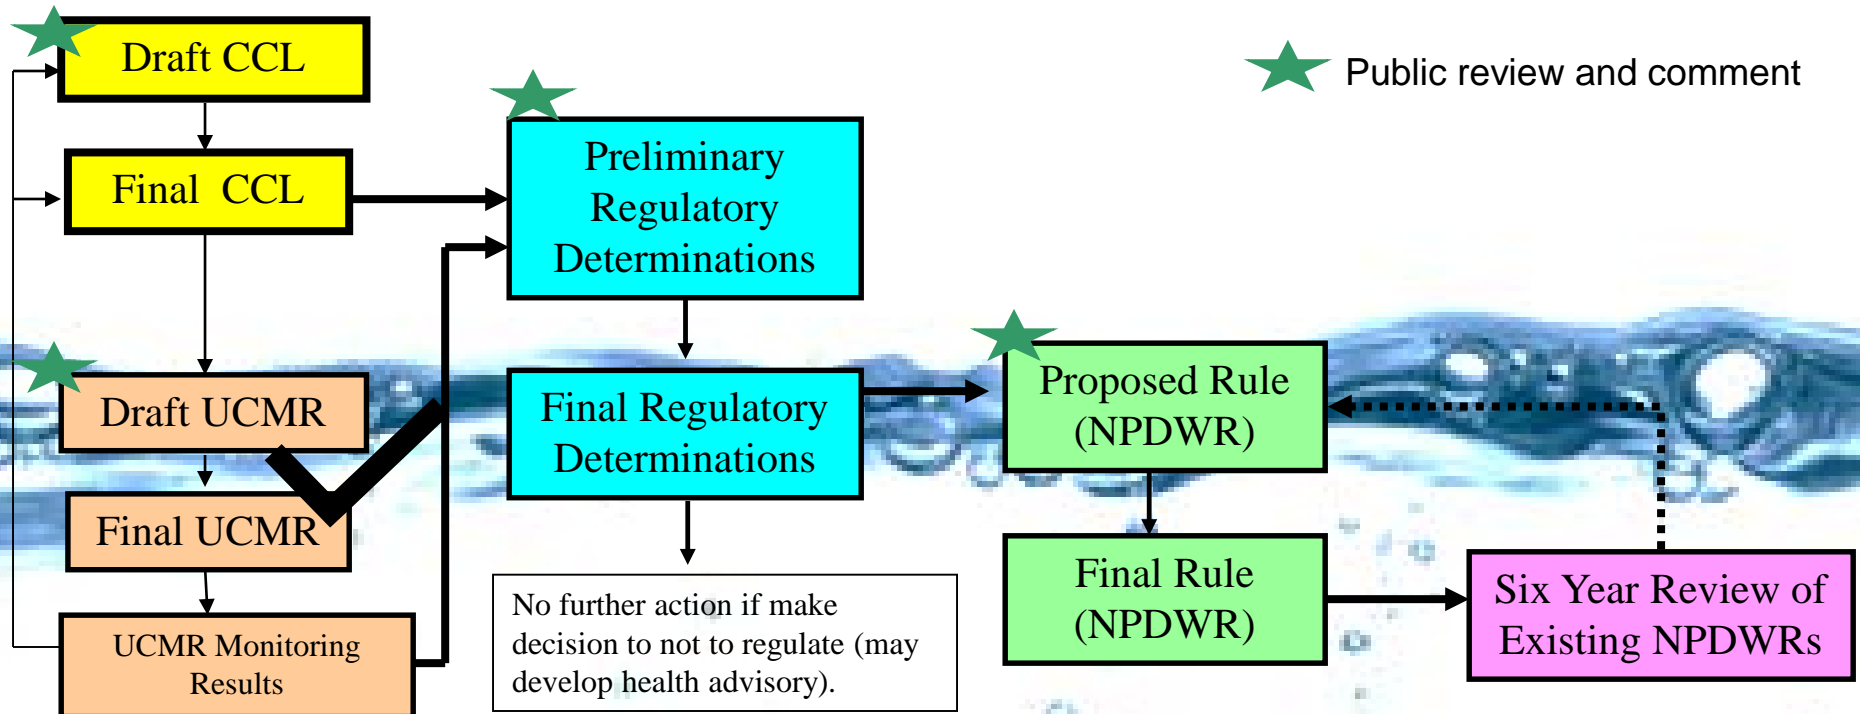 Draft CCL
Public review and comment
Final CCL
Preliminary
Regulatory
Determinations
Draft UCMR
Final Regulatory
Determinations
Proposed Rule
(NPDWR)
Final UCMR
UCMR Monitoring
Results
No further action if make
decision to not to regulate (may
develop health advisory).
Final Rule
(NPDWR)
Six Year Review of
Existing NPDWRs